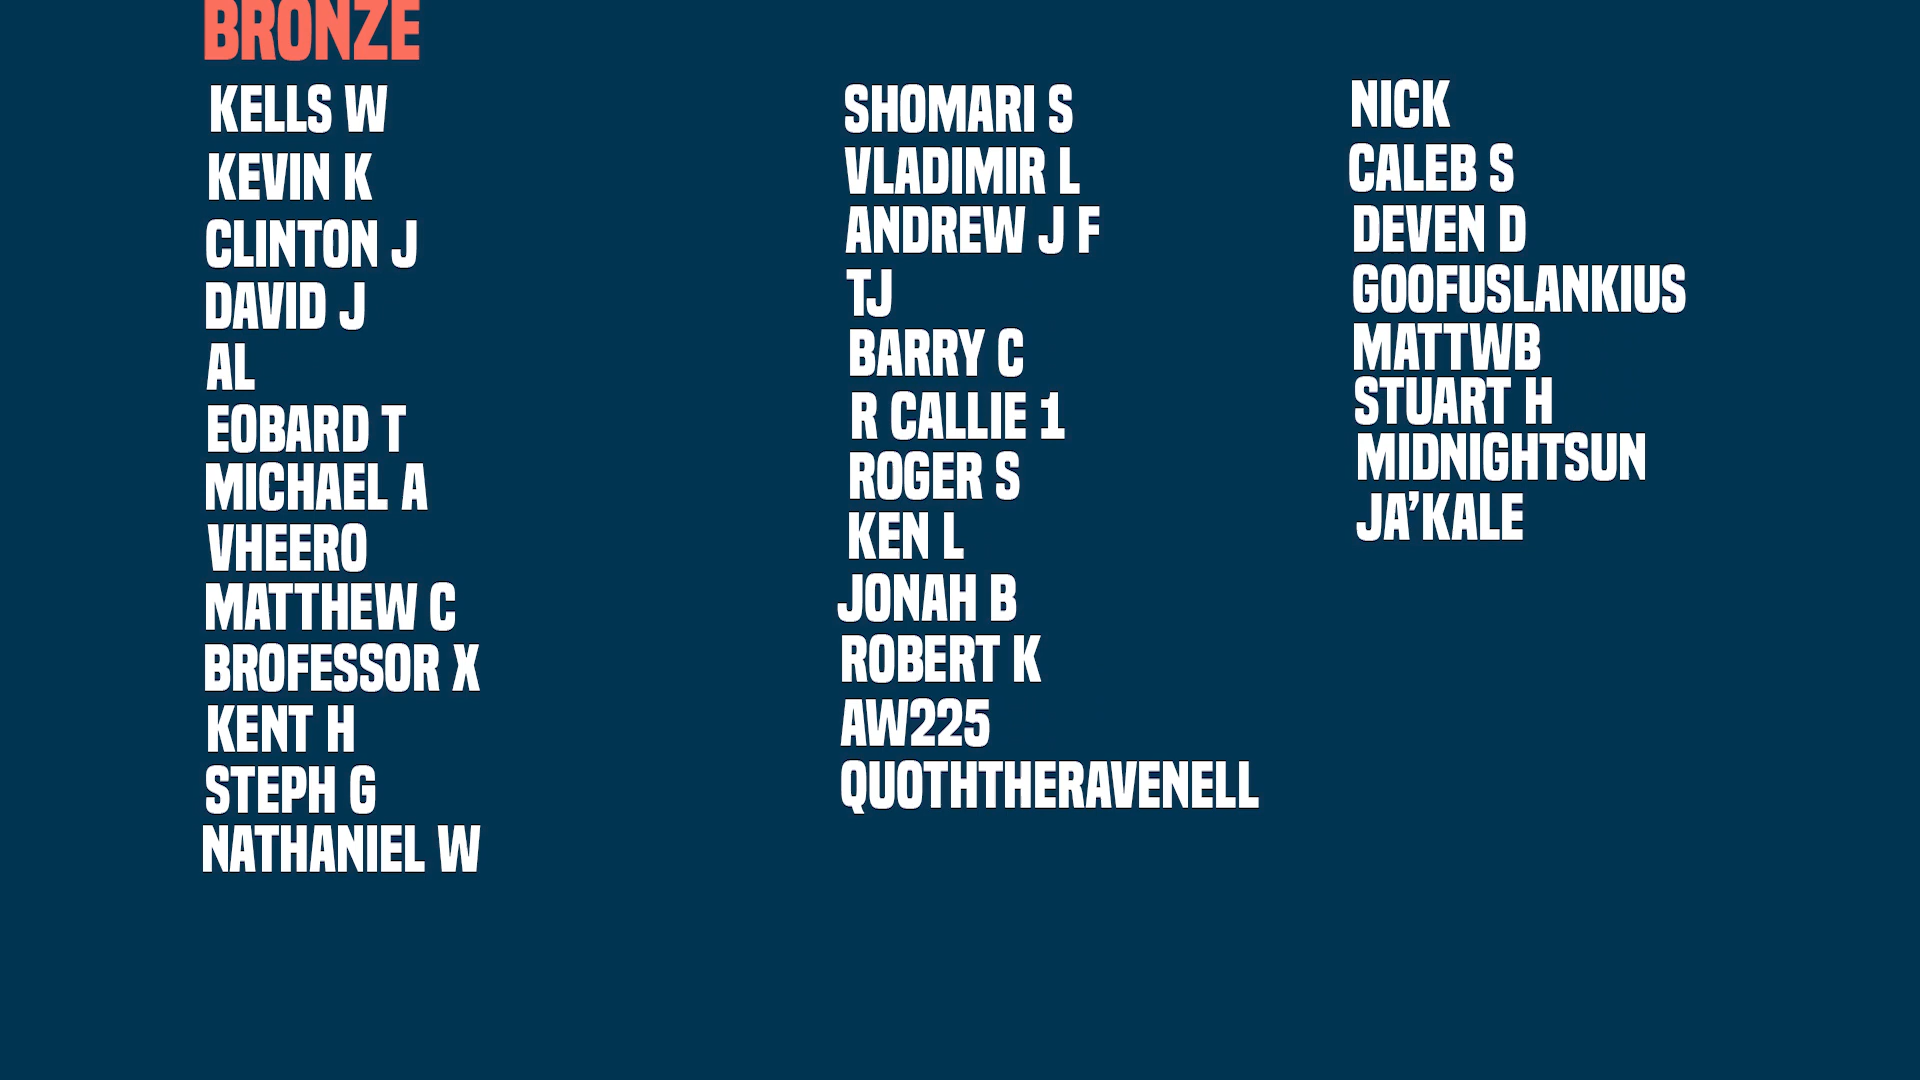 BRONZE
KELLS W
KEVIN K
CLINTON J
DAVID J
AL
EOBARD T
MICHAEL A
VHEERO
MATTHEW C
BROFESSOR X
KENT H
STEPH G
NATHANIEL W
SHOMARI S
VLADIMIR L
ANDREW J F
TJ
BARRY C
R CALLIE 1
ROGER S
KEN L
JONAH B
ROBERT K
AW225
QUOTHTHERAVENELL
NICK
CALEB S
DEVEN D
GOOFUSLANKIUS
MATTWB
STUART H
MIDNIGHTSUN
JA’KALE